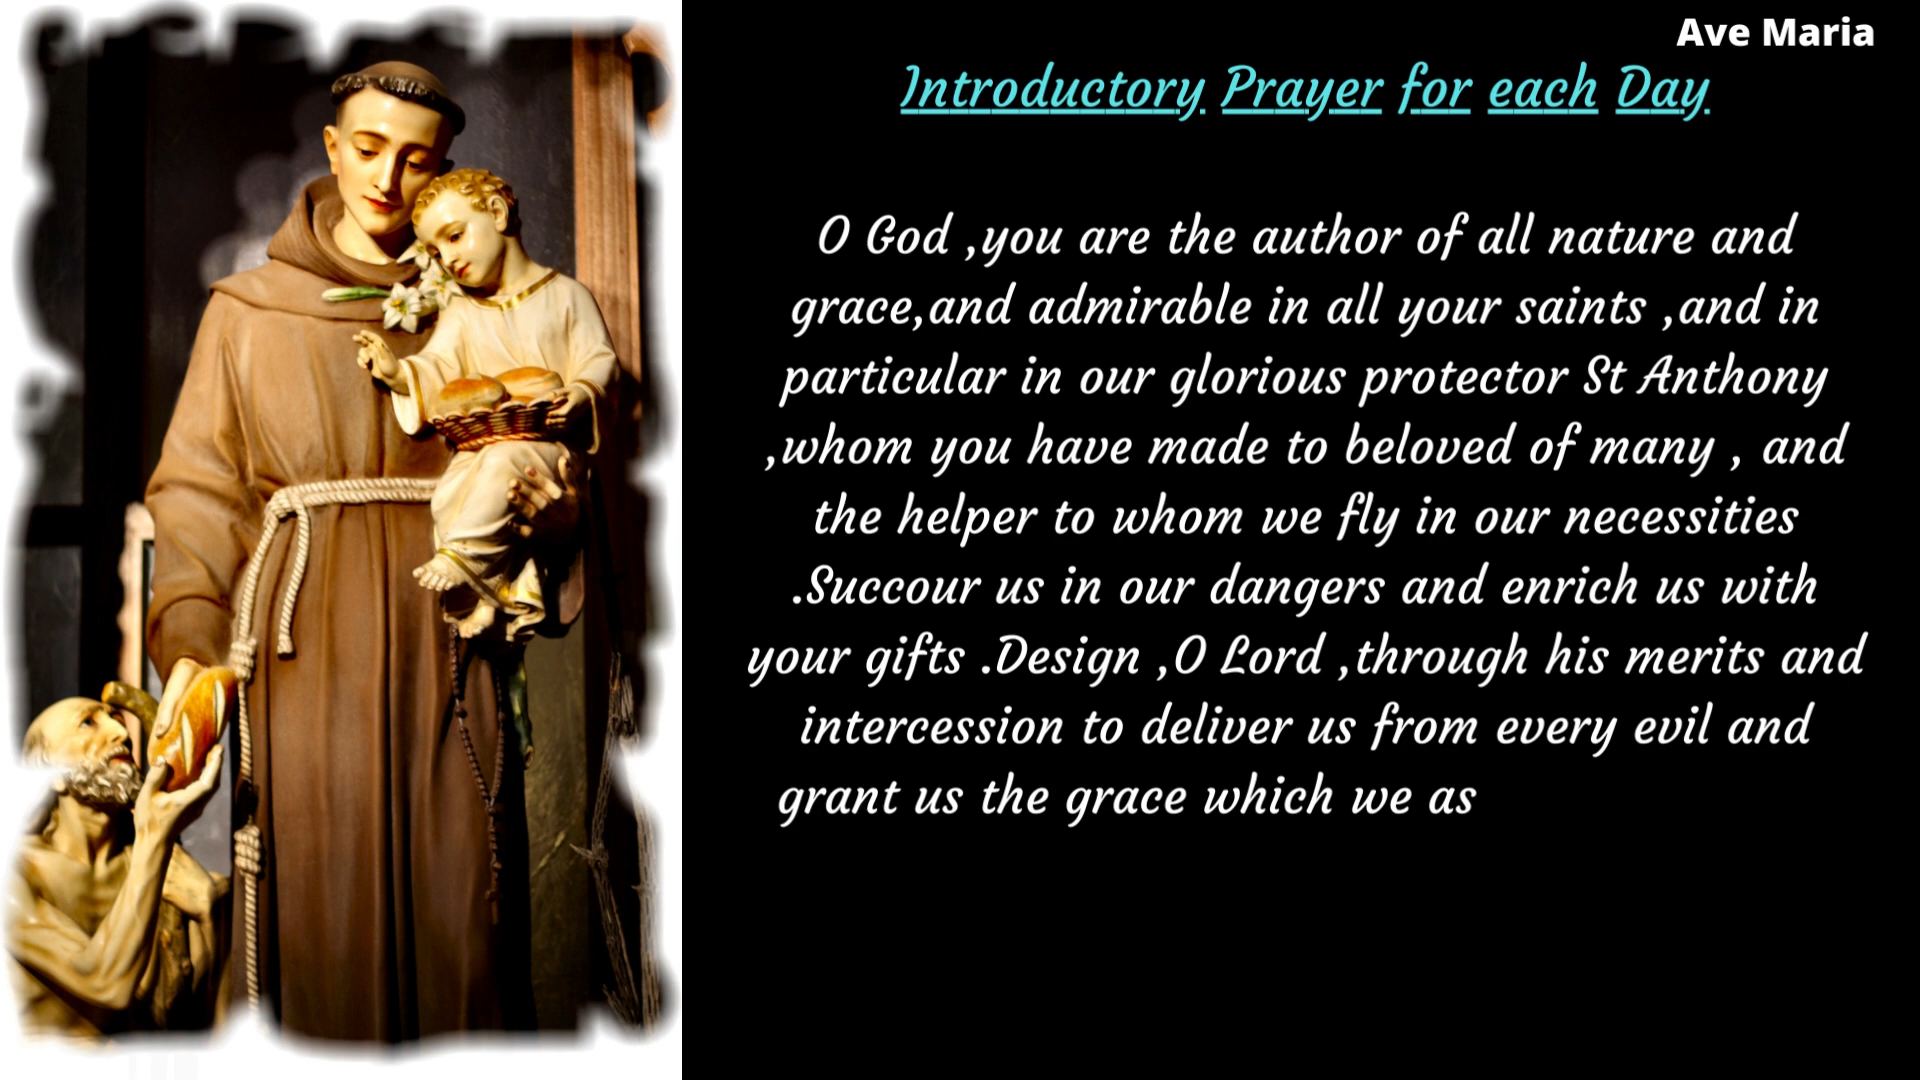 Ave Maria
Introductory Prayer for each Day
O God ,you are the author of all nature and
grace,and admirable in all your saints ,and in
particular in our glorious protector St Anthony
,whom you have made to beloved of many , and
the helper to whom we fly in our necessities
.Succour us in our dangers and enrich us with
your gifts .Design ,O Lord ,through his merits and
intercession to deliver us from every evil and
grant us the grace which we as